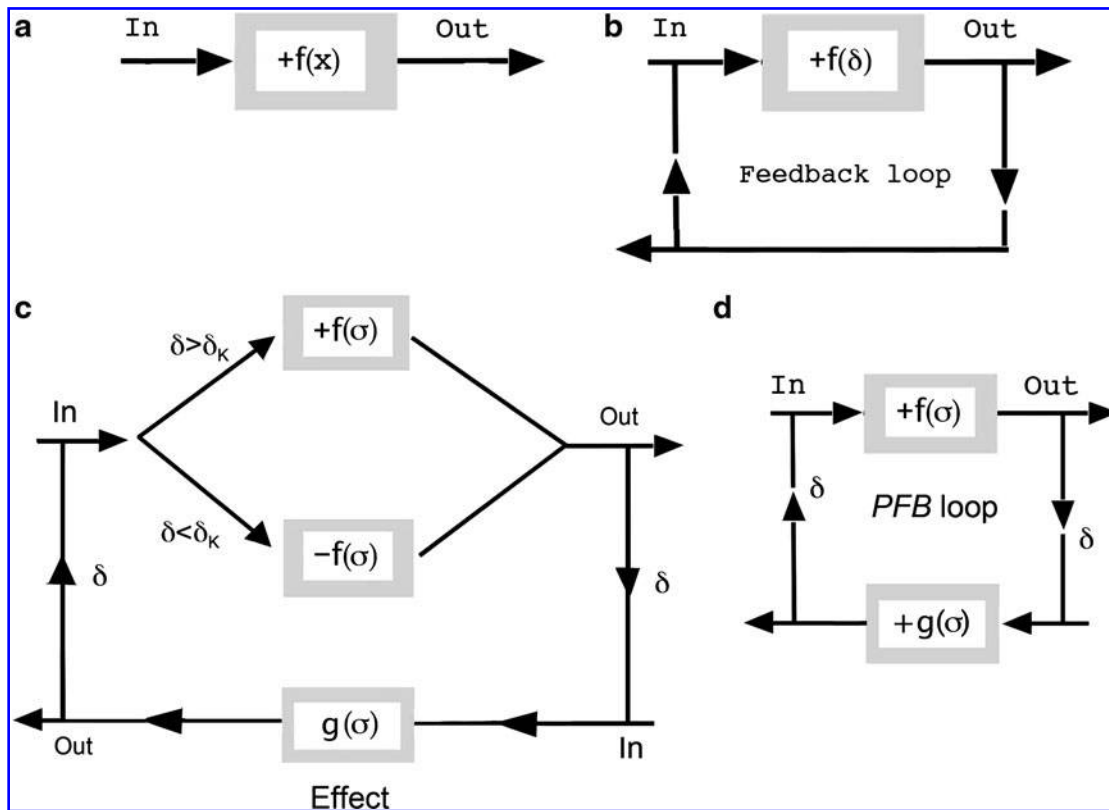 a
In
+f(x)
Out
b
In
+f(δ)
Out
Feedback loop
c
In
δ>δK
+f(σ)
δ<δK
−f(σ)
Out
δ
δ
g(σ)
Out
In
Effect
d
In
+f(σ)
Out
δ
PFB loop
δ
+g(σ)